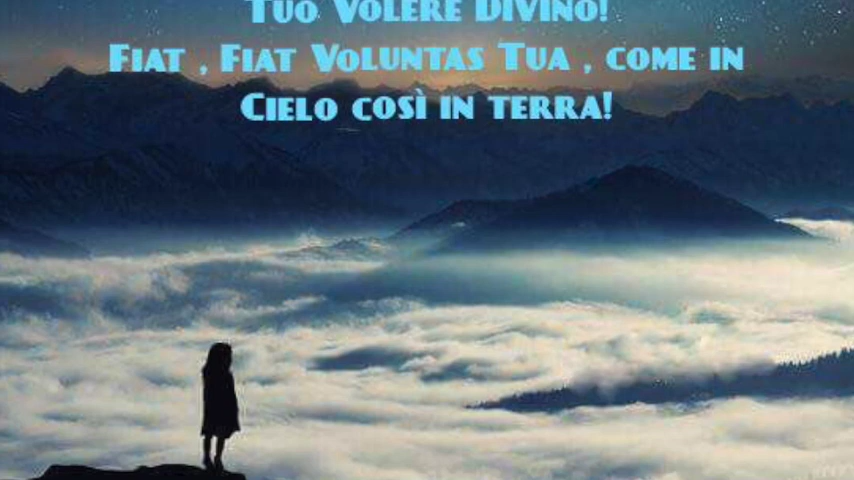 Tuo Volere Divino!
Fiat , Fiat Voluntas Tua , come in
Cielo così in terra!